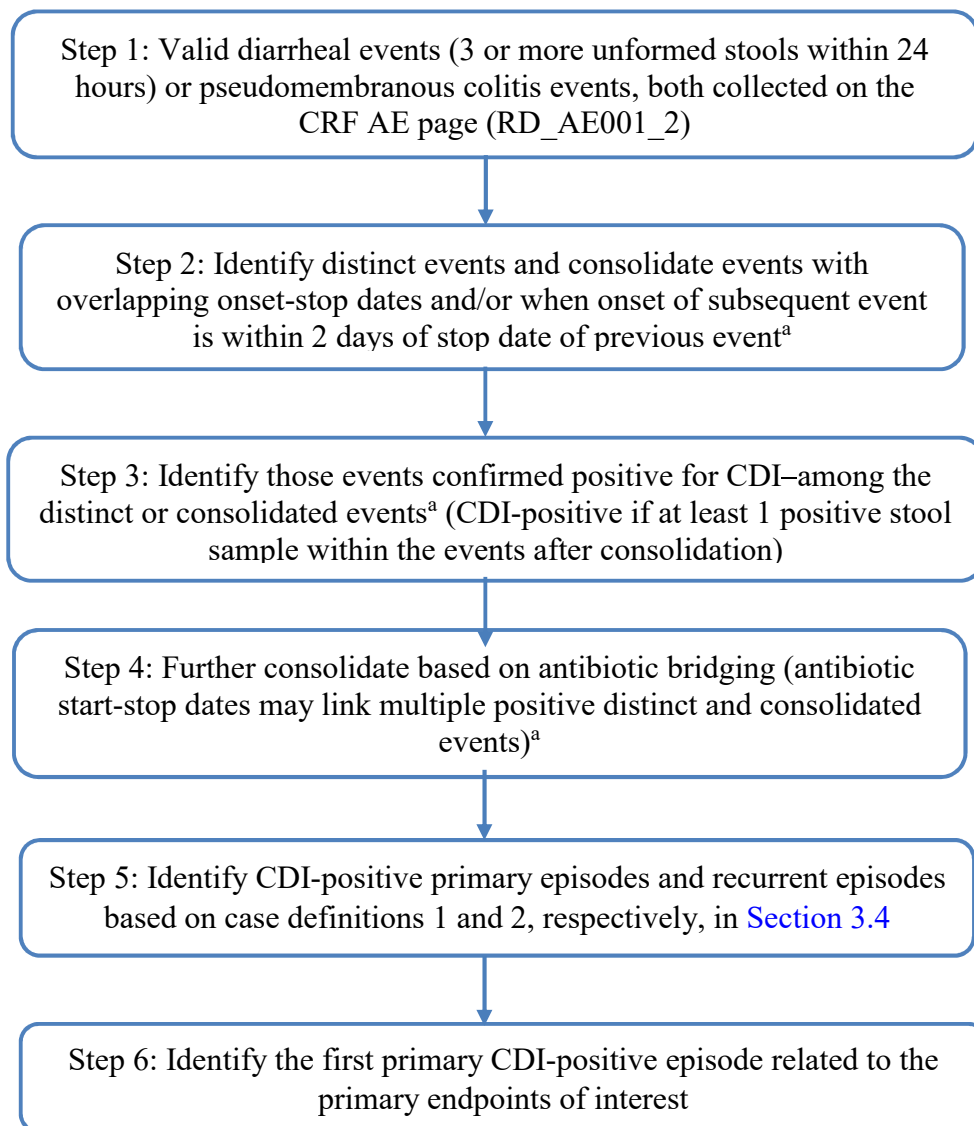 Step 1: Valid diarrheal events (3 or more unformed stools within 24
hours) or pseudomembranous colitis events, both collected on the
CRF AE page (RD_AE001_2)
Step 2: Identify distinct events and consolidate events with
overlapping onset-stop dates and/or when onset of subsequent event
is within 2 days of stop date of previous eventᵃ
Step 3: Identify those events confirmed positive for CDI–among the
distinct or consolidated eventsᵃ (CDI-positive if at least 1 positive stool
sample within the events after consolidation)
Step 4: Further consolidate based on antibiotic bridging (antibiotic
start-stop dates may link multiple positive distinct and consolidated
events)ᵃ
Step 5: Identify CDI-positive primary episodes and recurrent episodes
based on case definitions 1 and 2, respectively, in Section 3.4
Step 6: Identify the first primary CDI-positive episode related to the
primary endpoints of interest